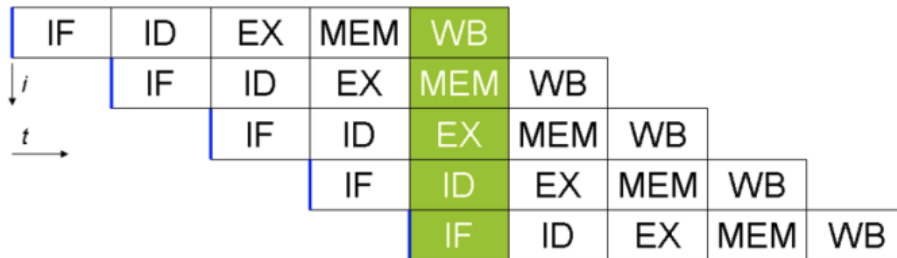 IF ID EX MEM WB
i IF ID EX MEM WB
t IF ID EX MEM WB
IF ID EX MEM WB
IF ID EX MEM WB